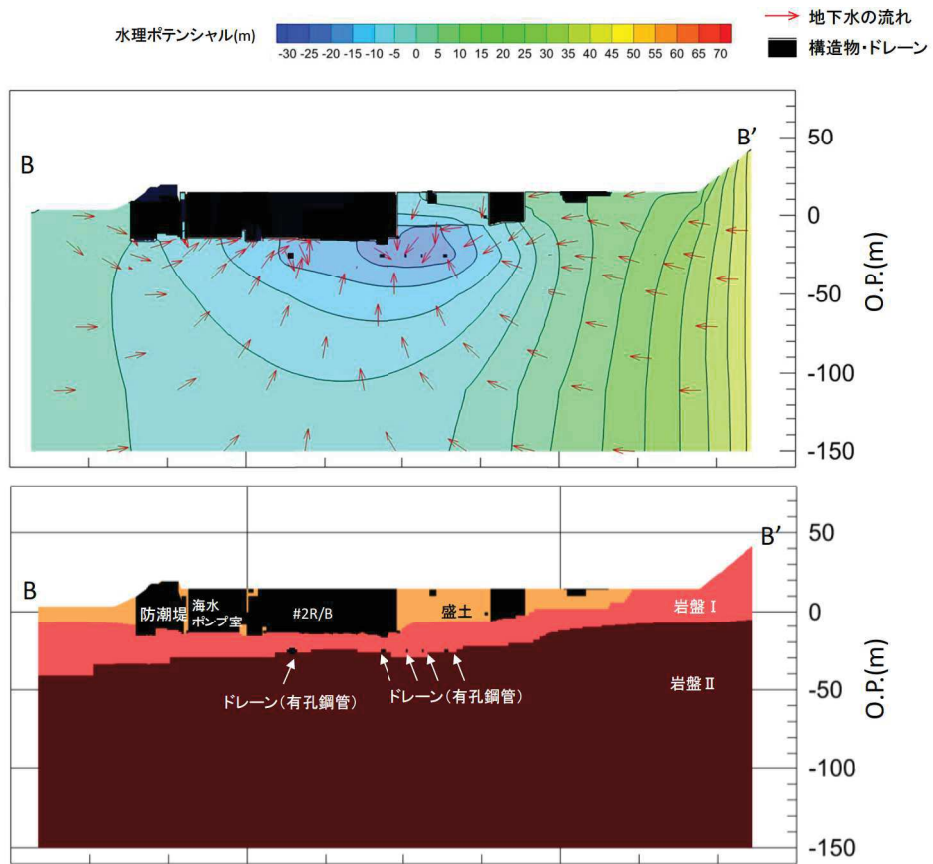 水理ポテンシャル(m)
-30 -25 -20 -15 -10 -5 0 5 10 15 20 25 30 35 40 45 50 55 60 65 70
地下水の流れ
構造物・ドレーン
B
B’
50
0
-50
-100
-150
O.P.(m)
B
B’
50
0
-50
-100
-150
O.P.(m)
防潮堤
海水
ポンプ室
#2R/B
盛土
岩盤Ⅰ
岩盤Ⅱ
ドレーン(有孔鋼管)
ドレーン(有孔鋼管)